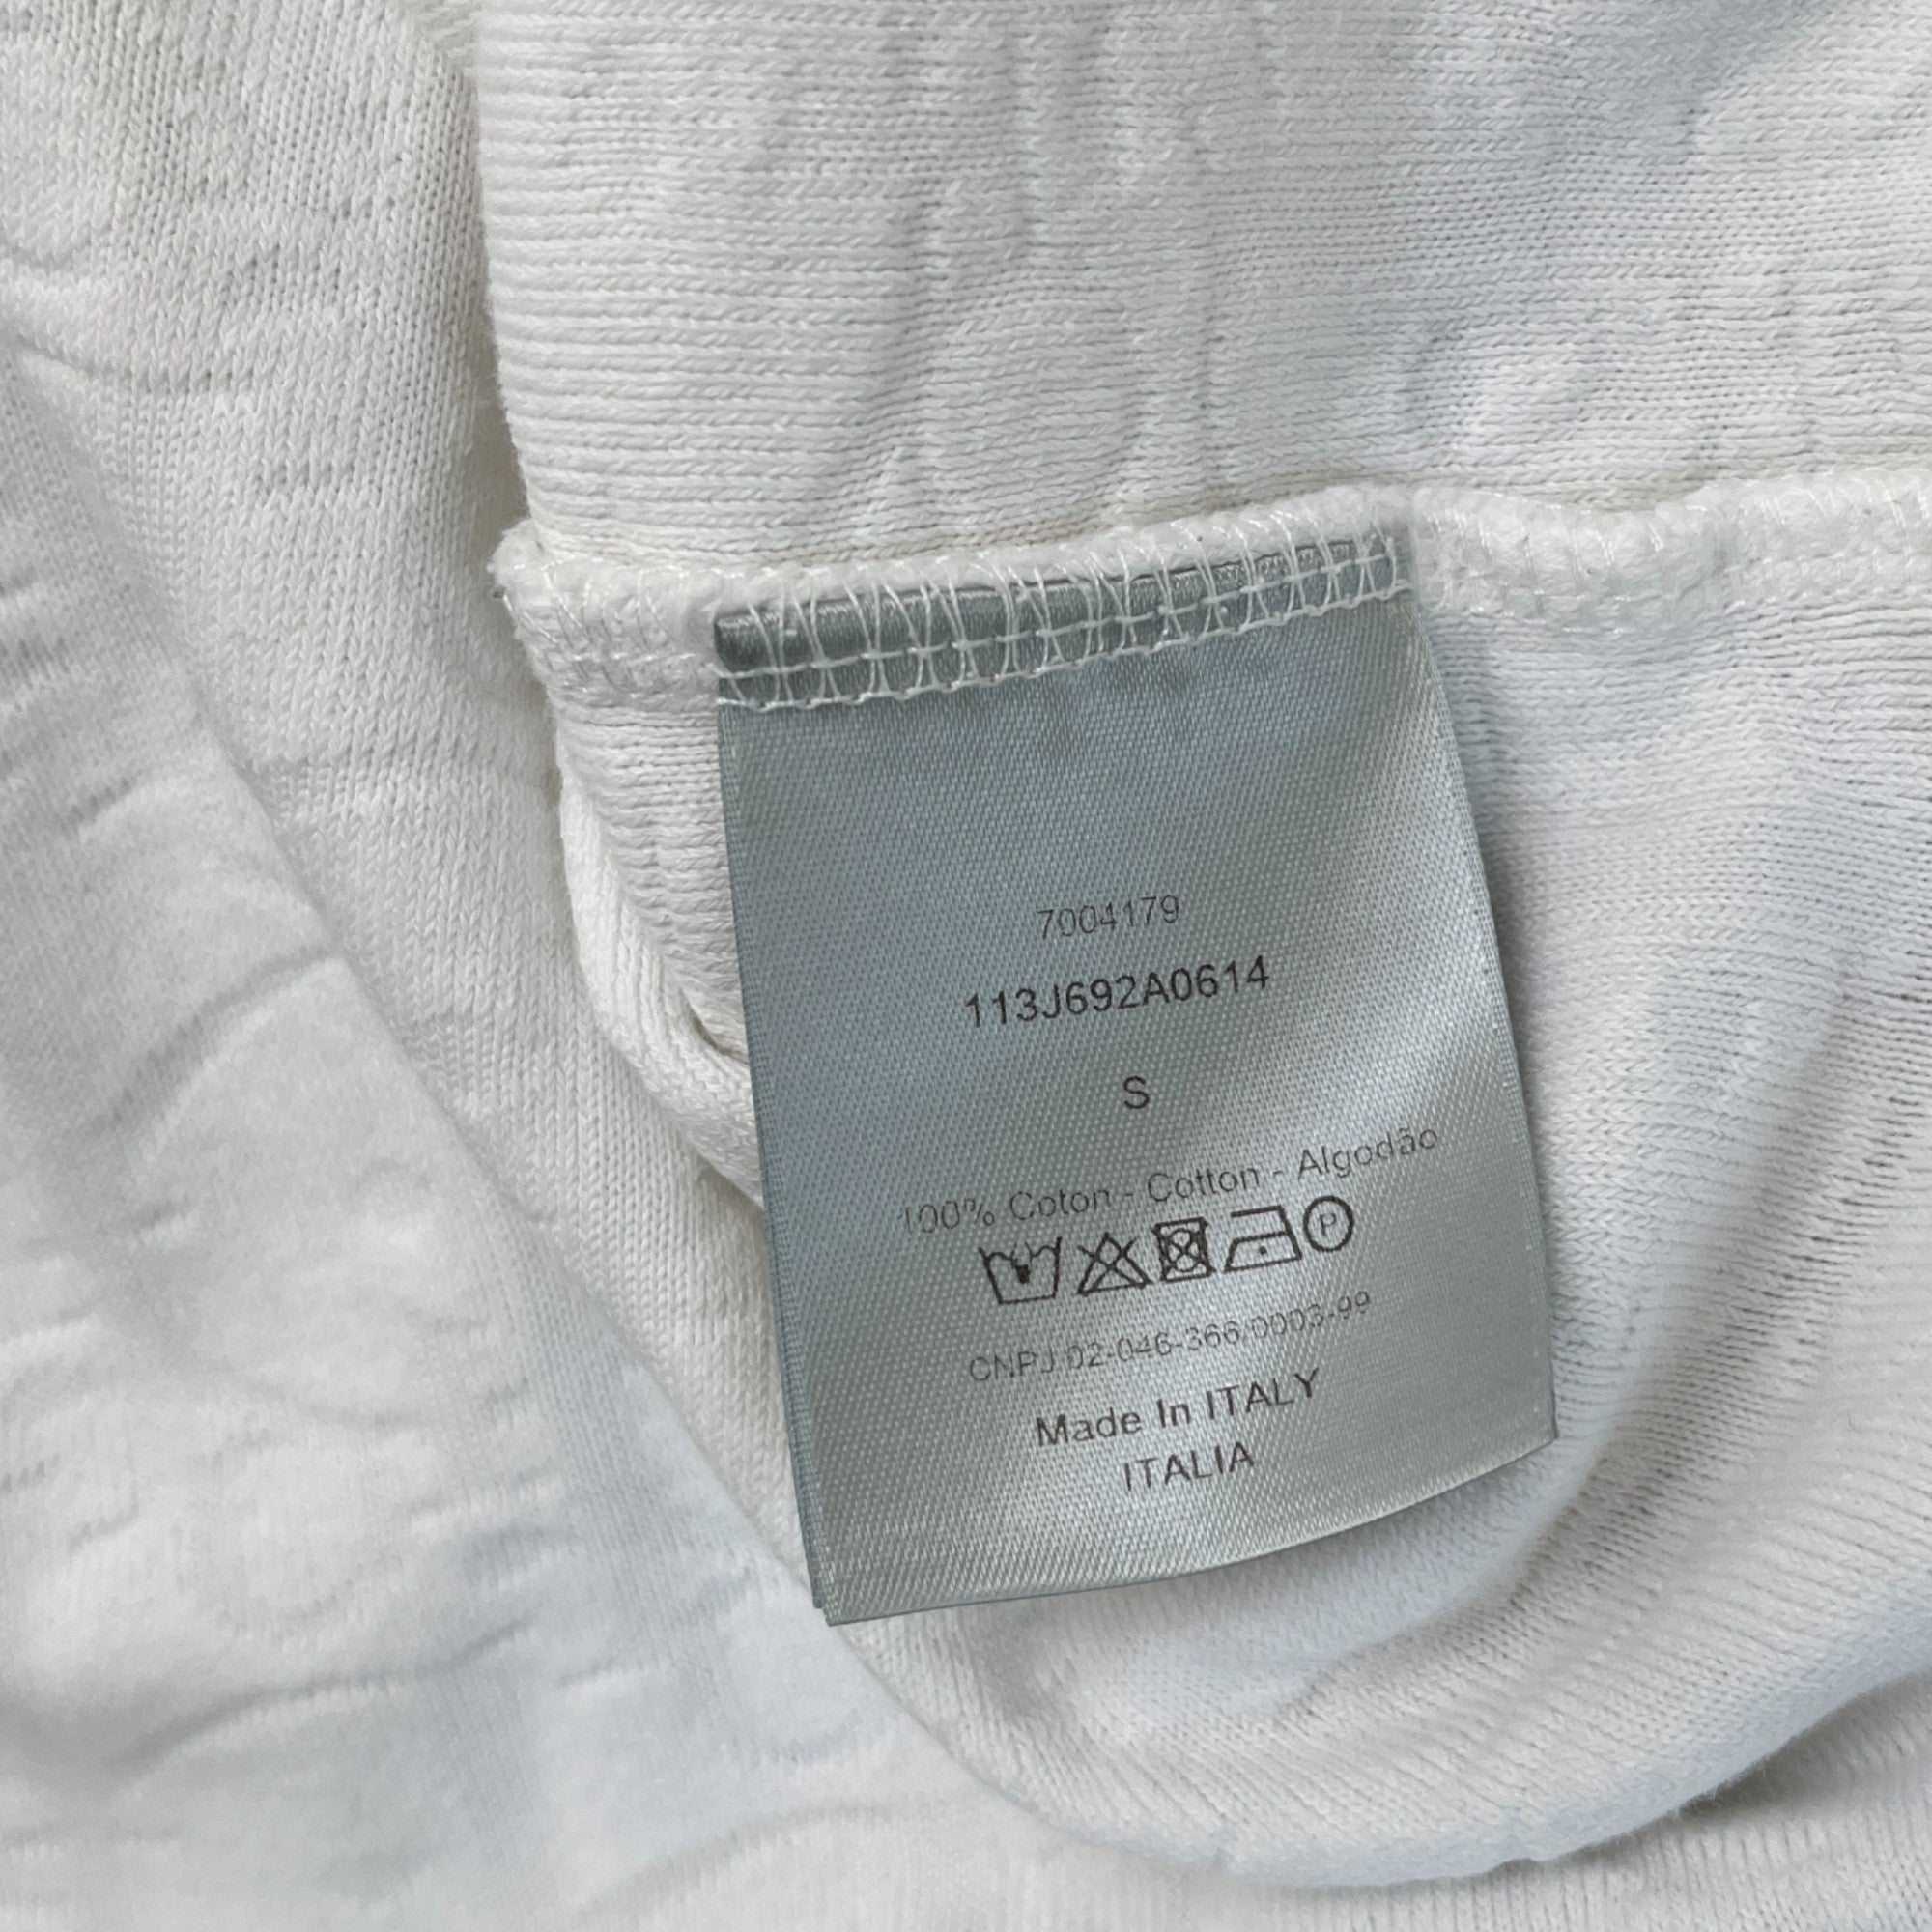 7004179
113J692A0614
S
100% Coton - Cotton - Algodão
P
CNPJ 02-046-366/0003-99
Made In ITALY
ITALIA